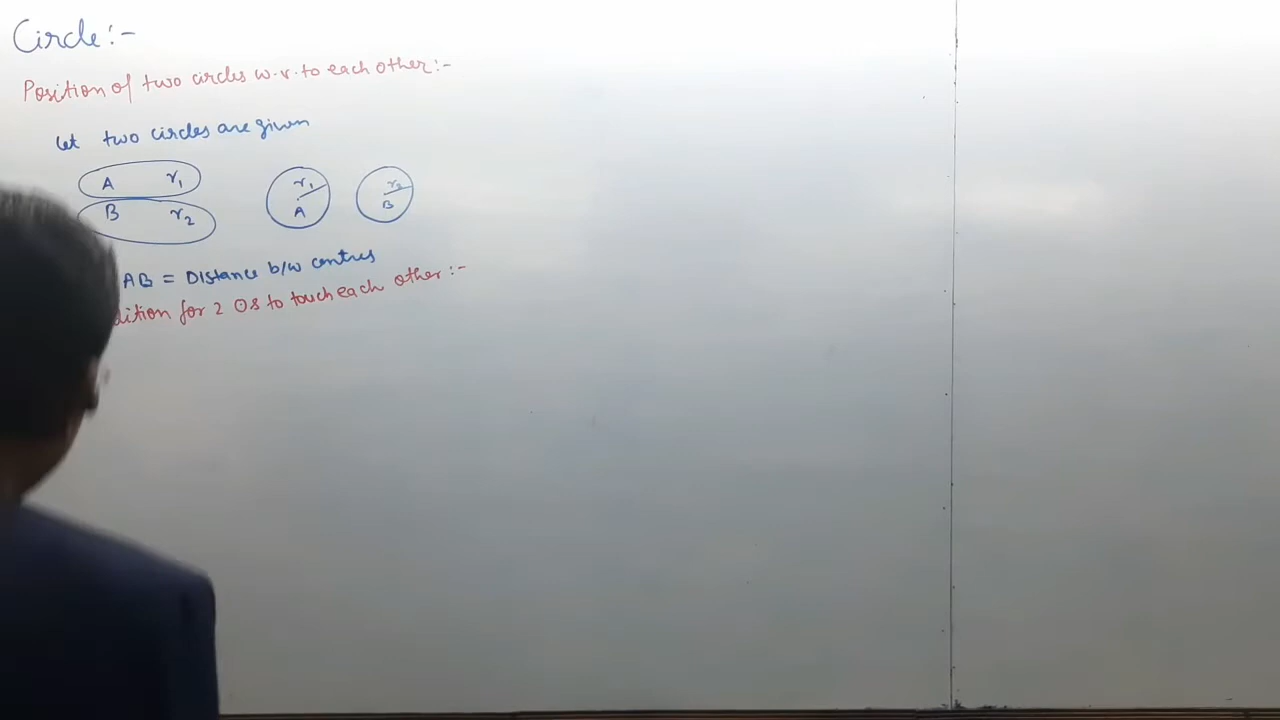 Circle:-
Position of two circles w.r.to each other:-
Let two circles are given
A r₁
B r₂
r₁
A
r₂
B
AB = Distance b/w centres
dition for 2 ⊙s to touch each other:-